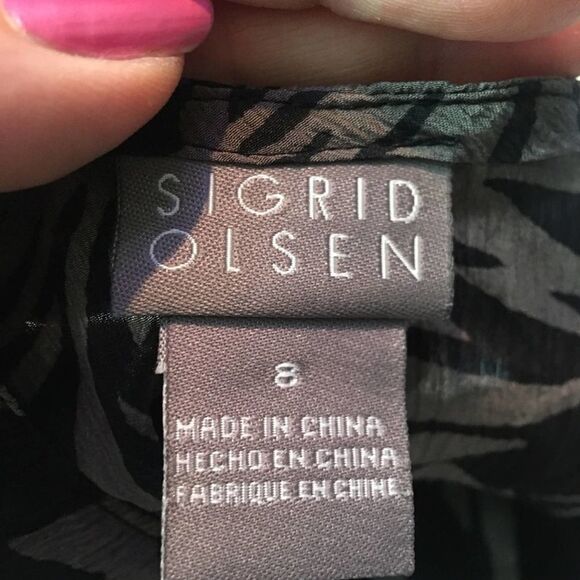 SIGRID
OLSEN
8
MADE IN CHINA
HECHO EN CHINA
FABRIQUE EN CHINE